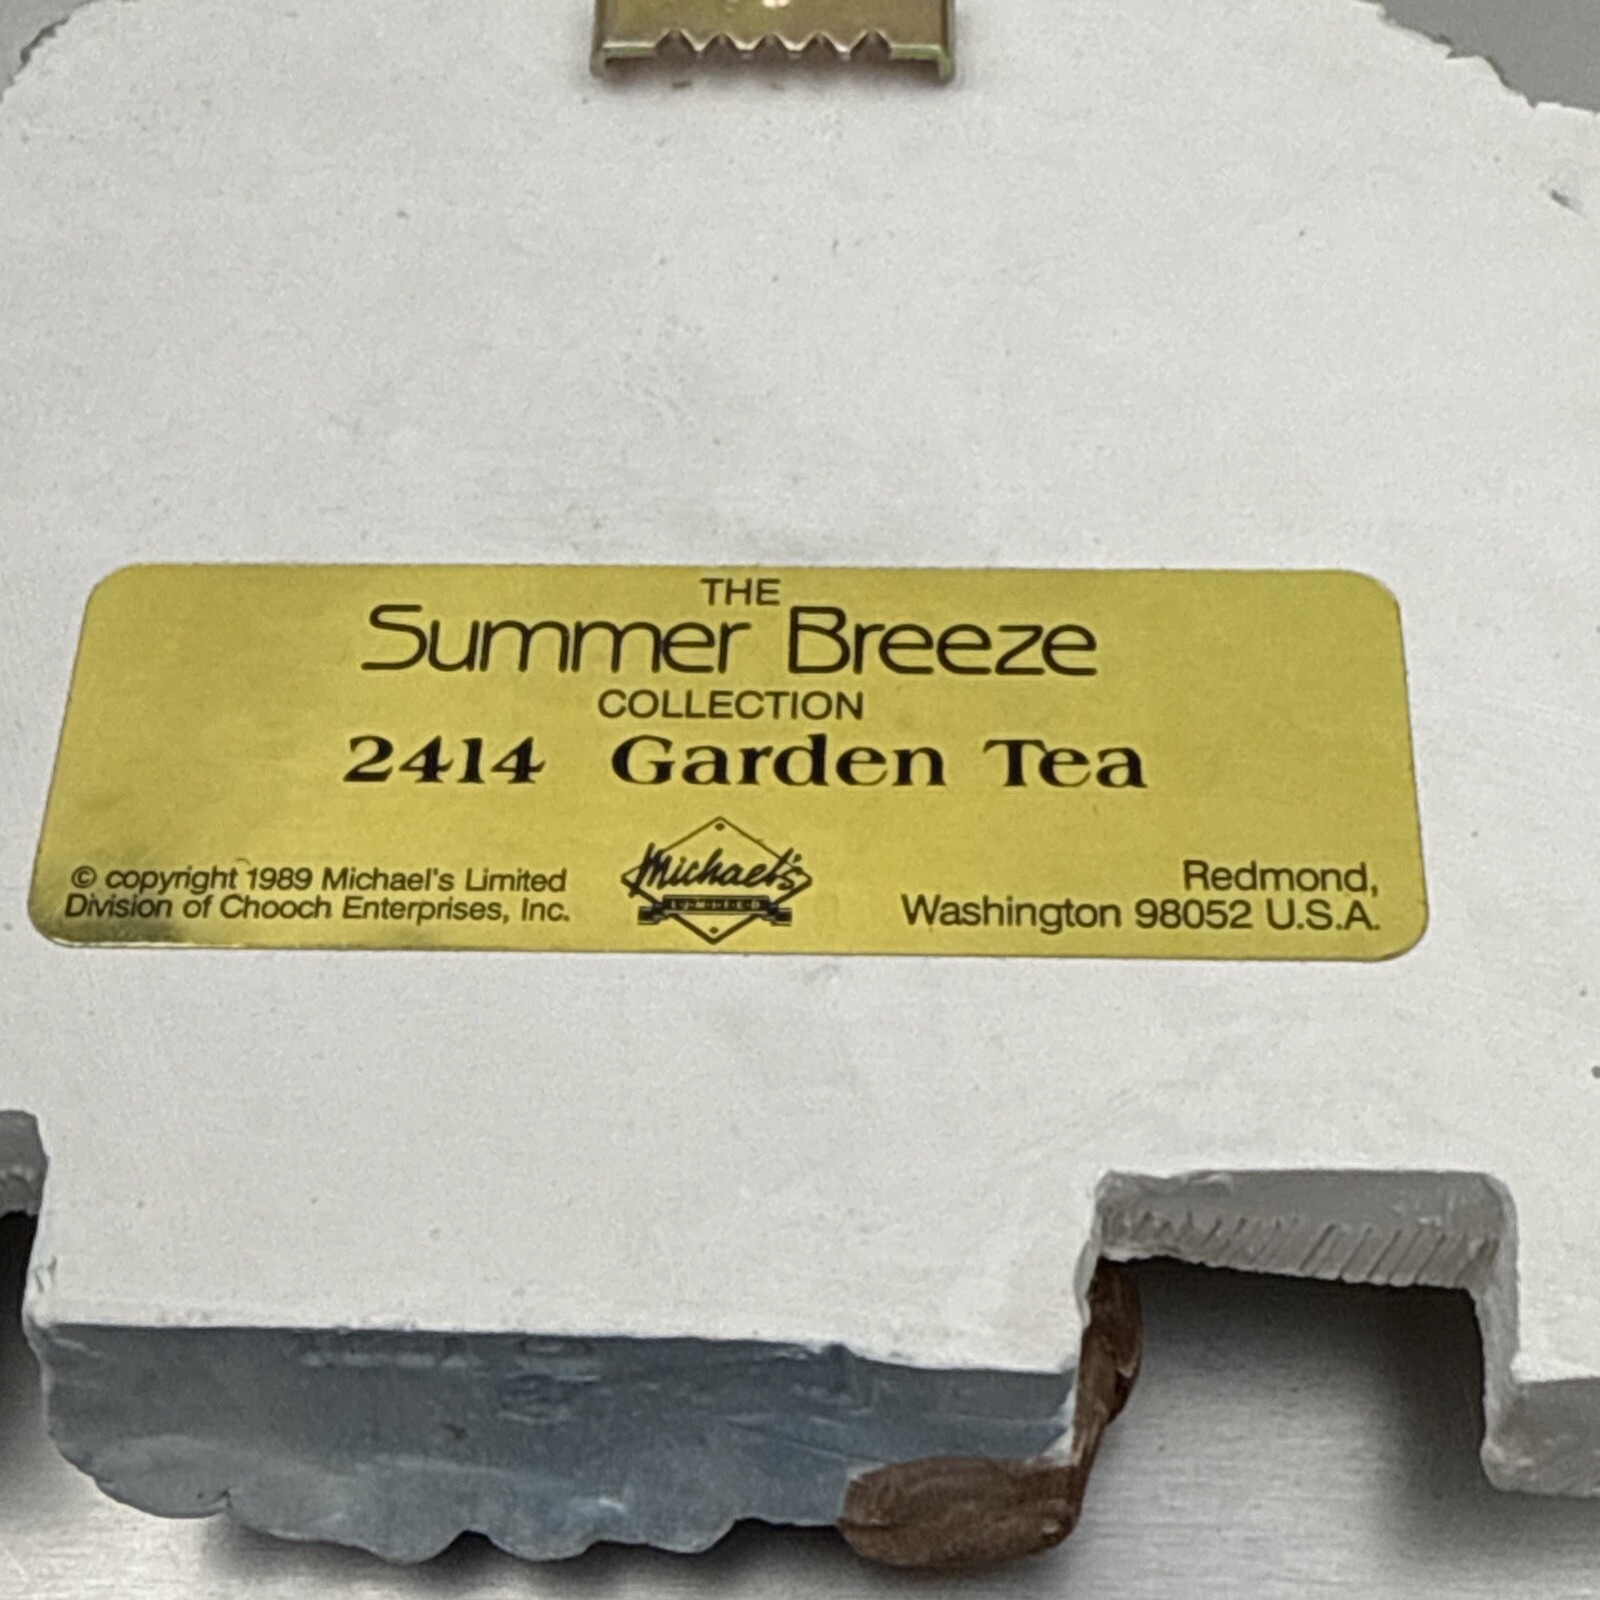 THE
Summer Breeze
COLLECTION
2414 Garden Tea
© copyright 1989 Michael's Limited
Division of Chooch Enterprises, Inc.
Michael's
Redmond,
Washington 98052 U.S.A.